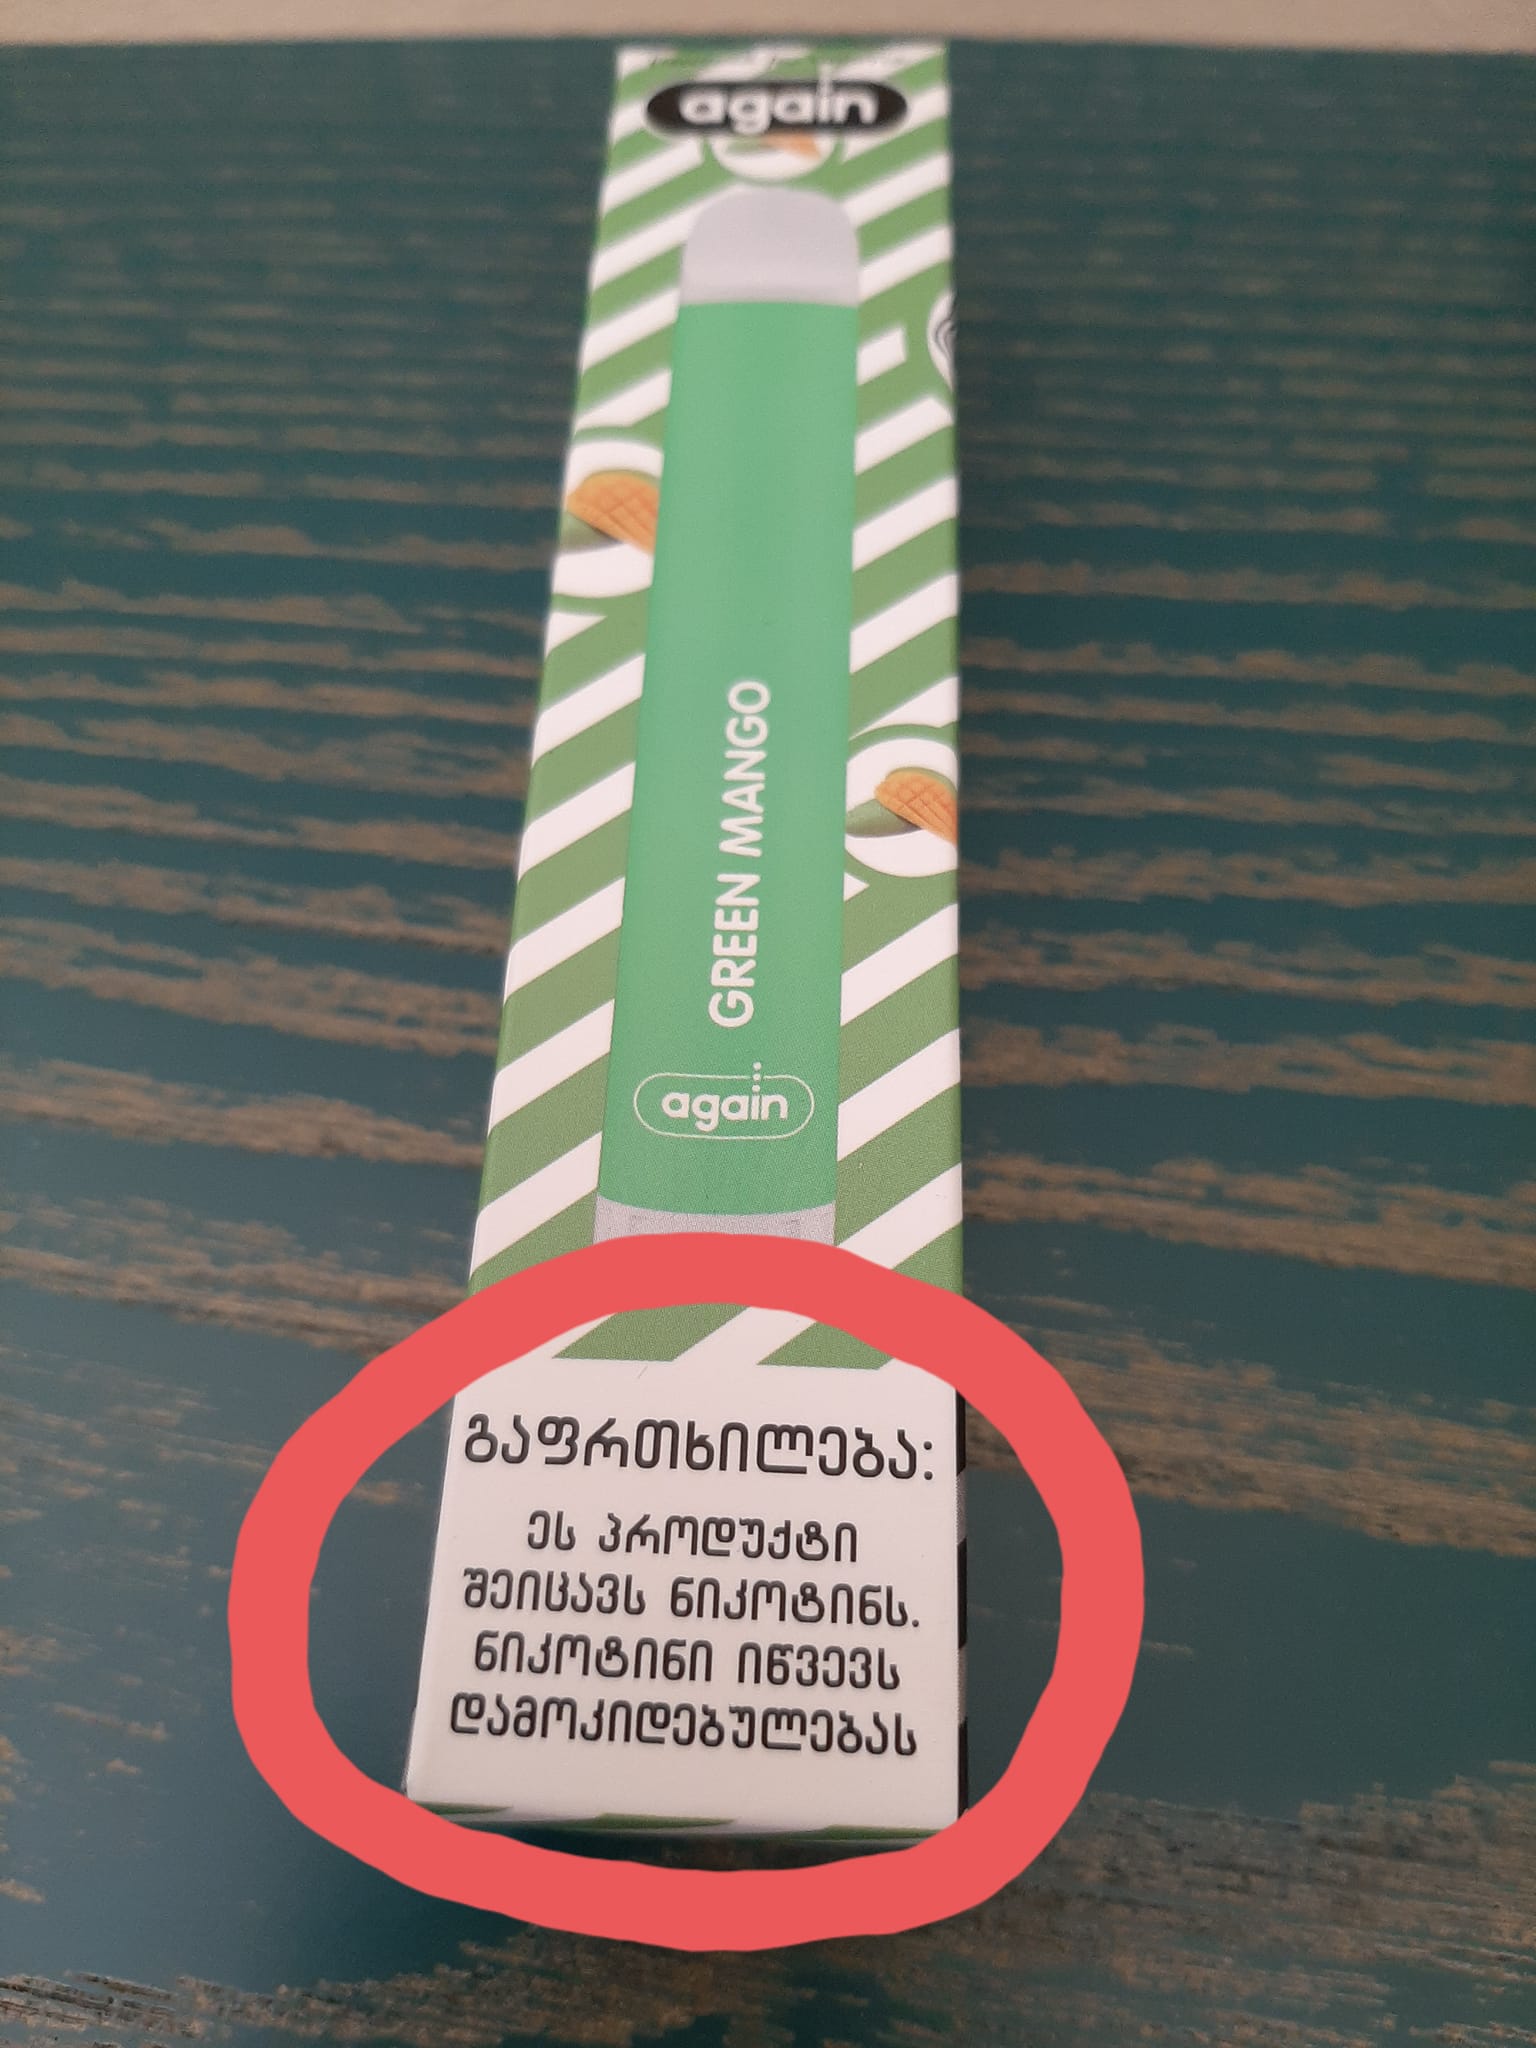 again
GREEN MANGO
again
გაფრთხილება:
ეს პროდუქტი
შეიცავს ნიკოტინს.
ნიკოტინი იწვევს
დამოკიდებულებას